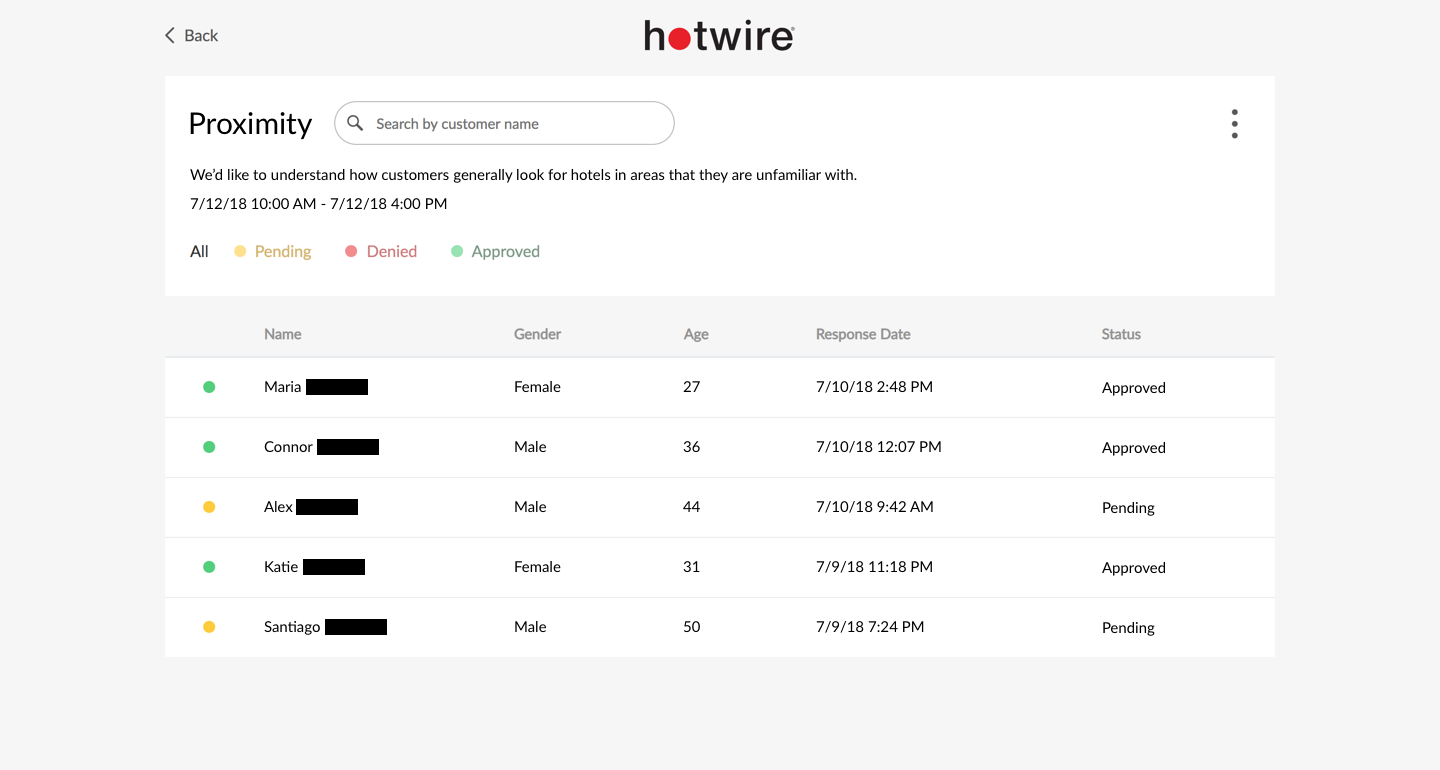 Back
hotwire
Proximity
Search by customer name
We'd like to understand how customers generally look for hotels in areas that they are unfamiliar with.
7/12/18 10:00 AM - 7/12/18 4:00 PM
All Pending Denied Approved
Name Gender Age Response Date Status
Maria Female 27 7/10/18 2:48 PM Approved
Connor Male 36 7/10/18 12:07 PM Approved
Alex Male 44 7/10/18 9:42 AM Pending
Katie Female 31 7/9/18 11:18 PM Approved
Santiago Male 50 7/9/18 7:24 PM Pending